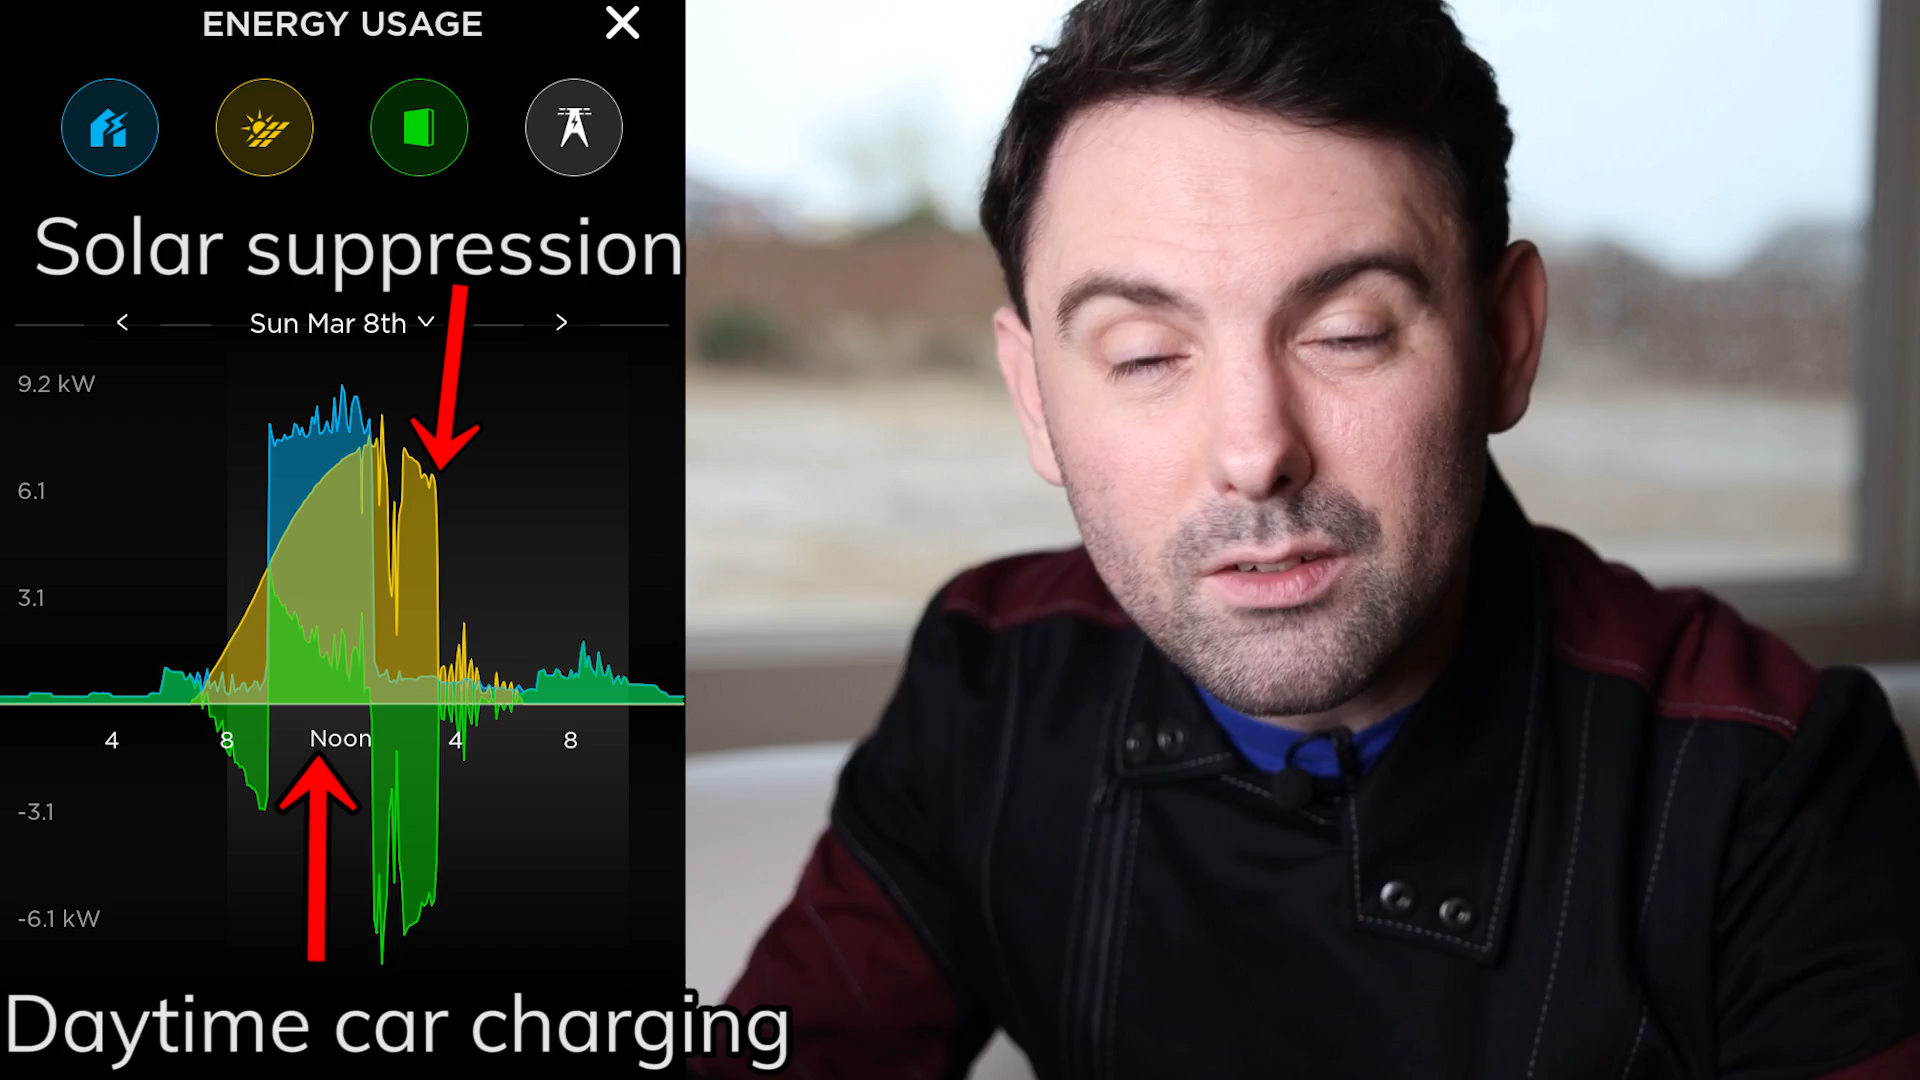 ENERGY USAGE
Solar suppression
Sun Mar 8th
9.2 kW
6.1
3.1
4 8 Noon 4 8
-3.1
-6.1 kW
Daytime car charging